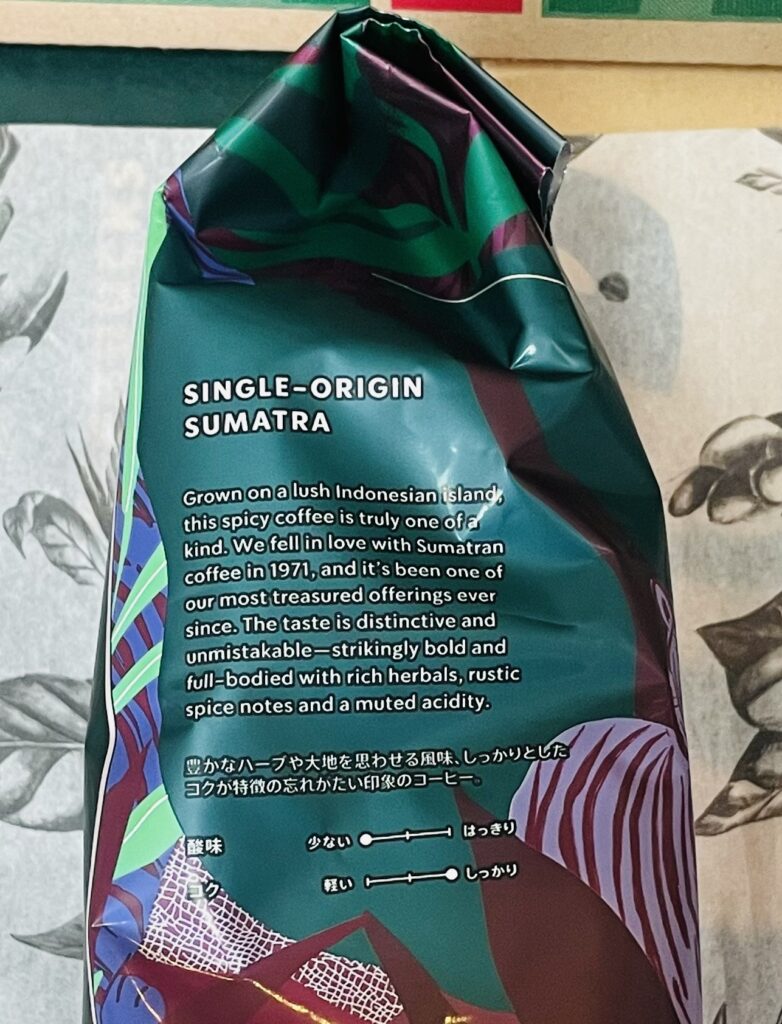 SINGLE-ORIGIN
SUMATRA
Grown on a lush Indonesian island,
this spicy coffee is truly one of a
kind. We fell in love with Sumatran
coffee in 1971, and it's been one of
our most treasured offerings ever
since. The taste is distinctive and
unmistakable—strikingly bold and
full-bodied with rich herbals, rustic
spice notes and a muted acidity.
豊かなハーブや大地を思わせる風味、しっかりとした
コクが特徴の忘れがたい印象のコーヒー。
酸味 少ない はっきり
コク 軽い しっかり